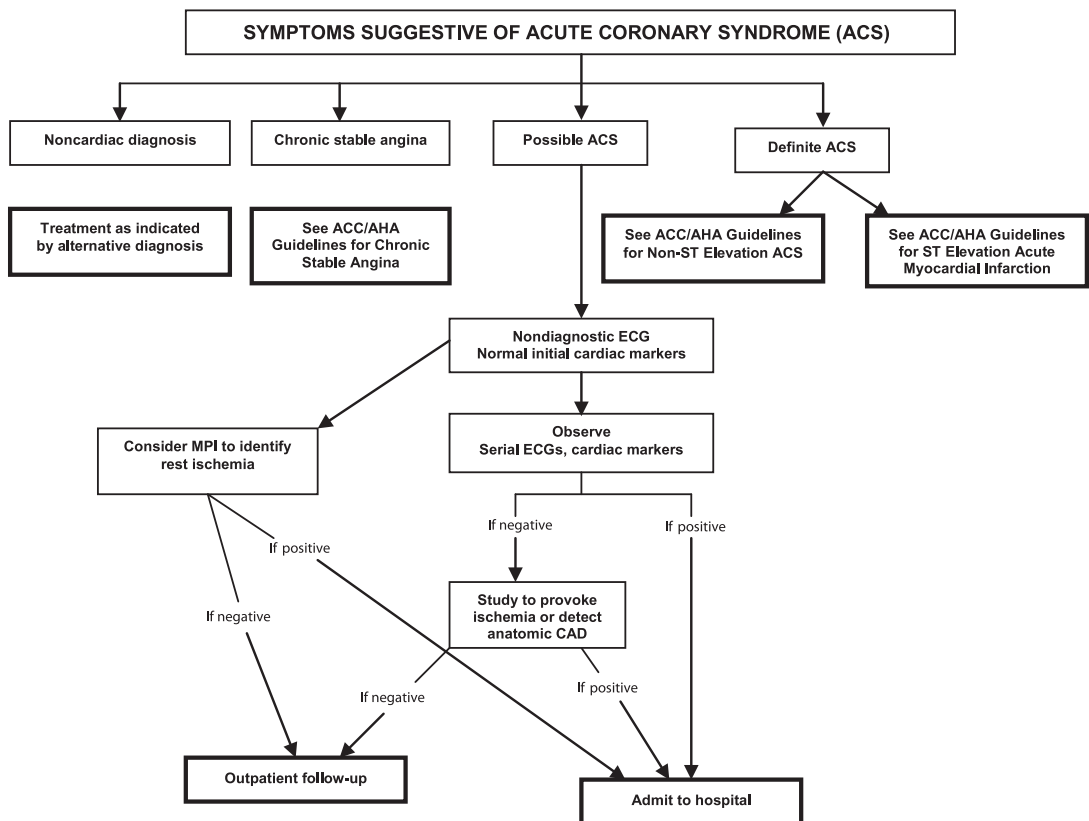 SYMPTOMS SUGGESTIVE OF ACUTE CORONARY SYNDROME (ACS)
Noncardiac diagnosis
Chronic stable angina
Possible ACS
Definite ACS
Treatment as indicated
by alternative diagnosis
See ACC/AHA
Guidelines for Chronic
Stable Angina
See ACC/AHA Guidelines
for Non-ST Elevation ACS
See ACC/AHA Guidelines
for ST Elevation Acute
Myocardial Infarction
Nondiagnostic ECG
Normal initial cardiac markers
Consider MPI to identify
rest ischemia
Observe
Serial ECGs, cardiac markers
If negative
If positive
If positive
If negative
Study to provoke
ischemia or detect
anatomic CAD
If negative
If positive
Outpatient follow-up
Admit to hospital